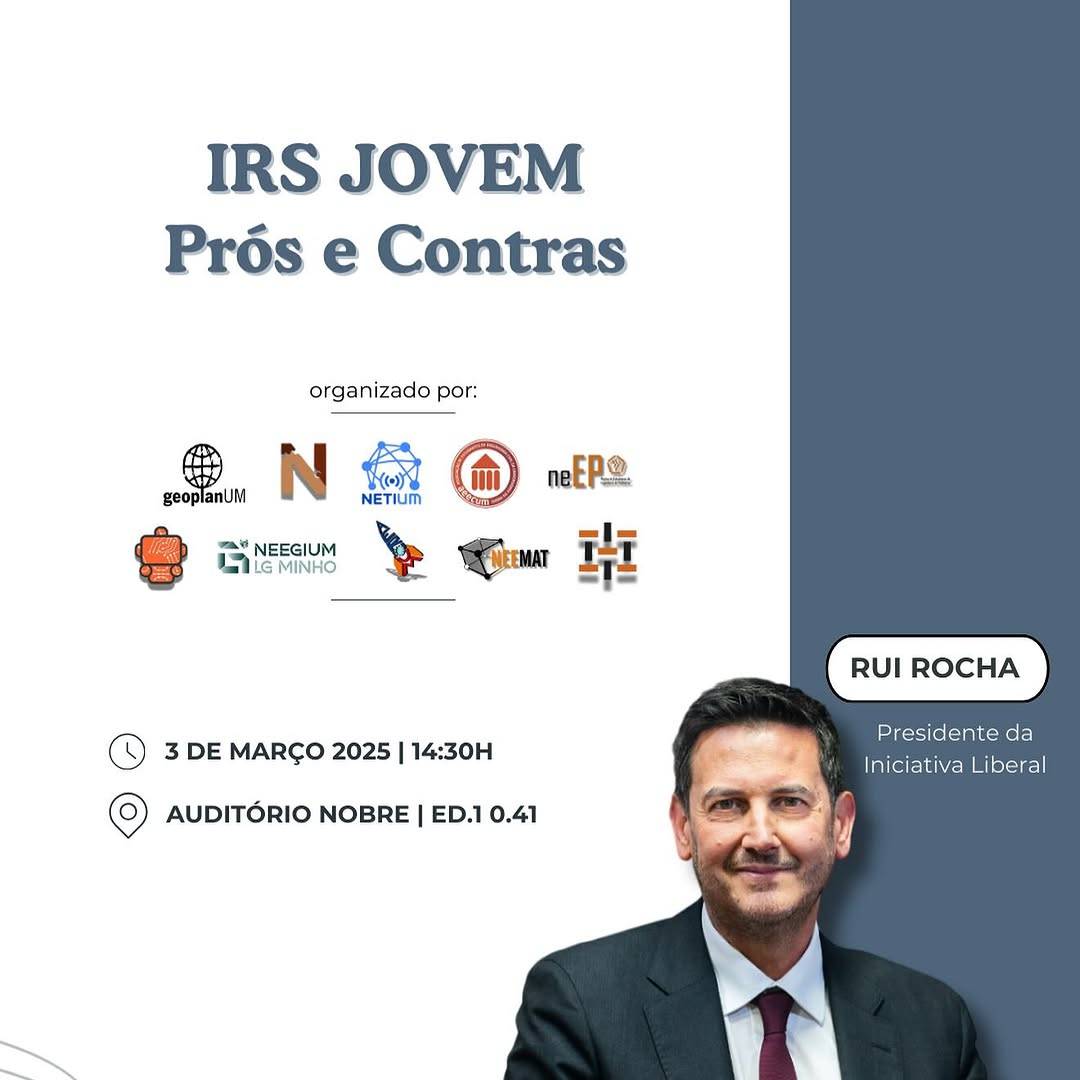 IRS JOVEM
Prós e Contras
organizado por:
geoplanUM
N
NETIUM
neEP
NEEGIUM
LG MINHO
NEEMAT
3 DE MARÇO 2025 | 14:30H
AUDITÓRIO NOBRE | ED.1 0.41
RUI ROCHA
Presidente da
Iniciativa Liberal